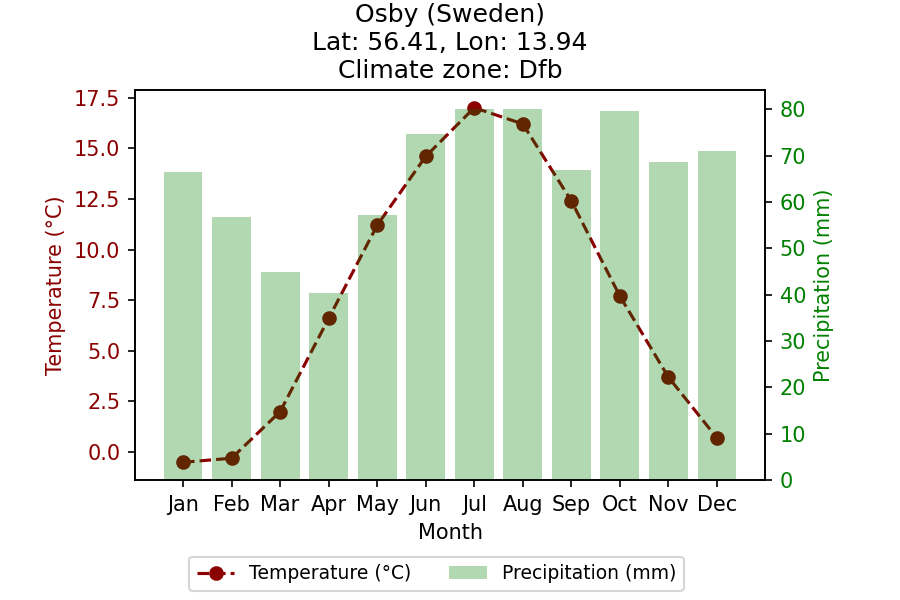 Osby (Sweden)
Lat: 56.41, Lon: 13.94
Climate zone: Dfb
17.5
15.0
12.5
10.0
7.5
5.0
2.5
0.0
Temperature (°C)
80
70
60
50
40
30
20
10
0
Precipitation (mm)
Jan Feb Mar Apr May Jun Jul Aug Sep Oct Nov Dec
Month
Temperature (°C) Precipitation (mm)